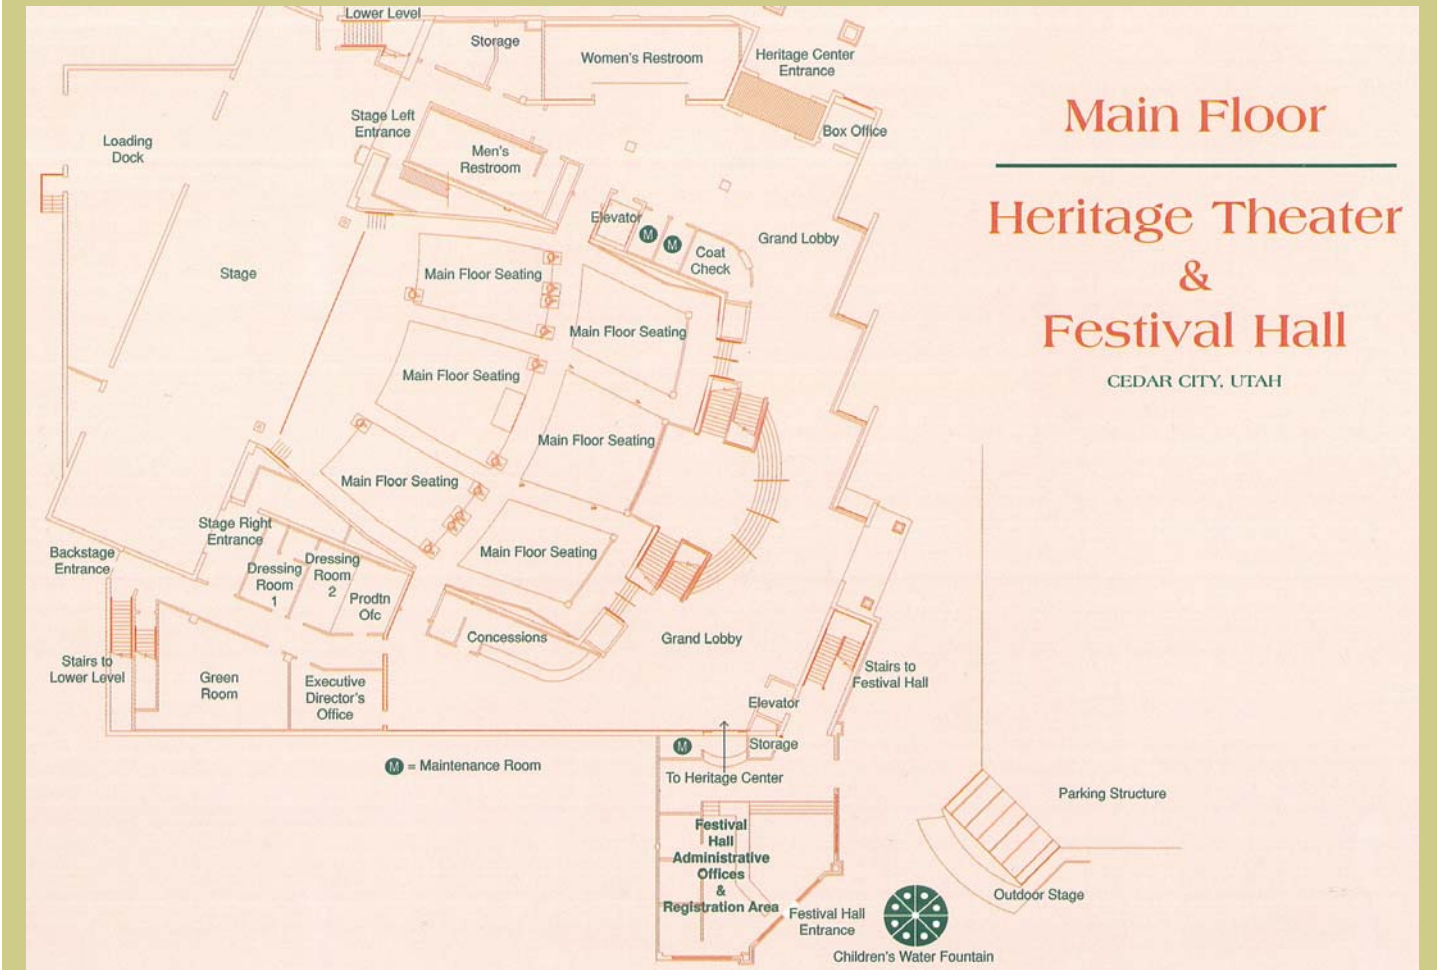 Lower Level
Storage
Women's Restroom
Heritage Center
Entrance
Box Office
Stage Left
Entrance
Men's
Restroom
Loading
Dock
Elevator
M
M
Coat
Check
Grand Lobby
Stage
Main Floor Seating
Main Floor Seating
Main Floor Seating
Main Floor Seating
Main Floor Seating
Main Floor Seating
Stage Right
Entrance
Backstage
Entrance
Dressing
Room
1
Dressing
Room
2
Prodtn
Ofc
Concessions
Grand Lobby
Stairs to
Lower Level
Green
Room
Executive
Director's
Office
Stairs to
Festival Hall
Elevator
Storage
M
M = Maintenance Room
To Heritage Center
Festival
Hall
Administrative
Offices
&
Registration Area
Festival Hall
Entrance
Children's Water Fountain
Outdoor Stage
Parking Structure
Main Floor
Heritage Theater
&
Festival Hall
CEDAR CITY, UTAH